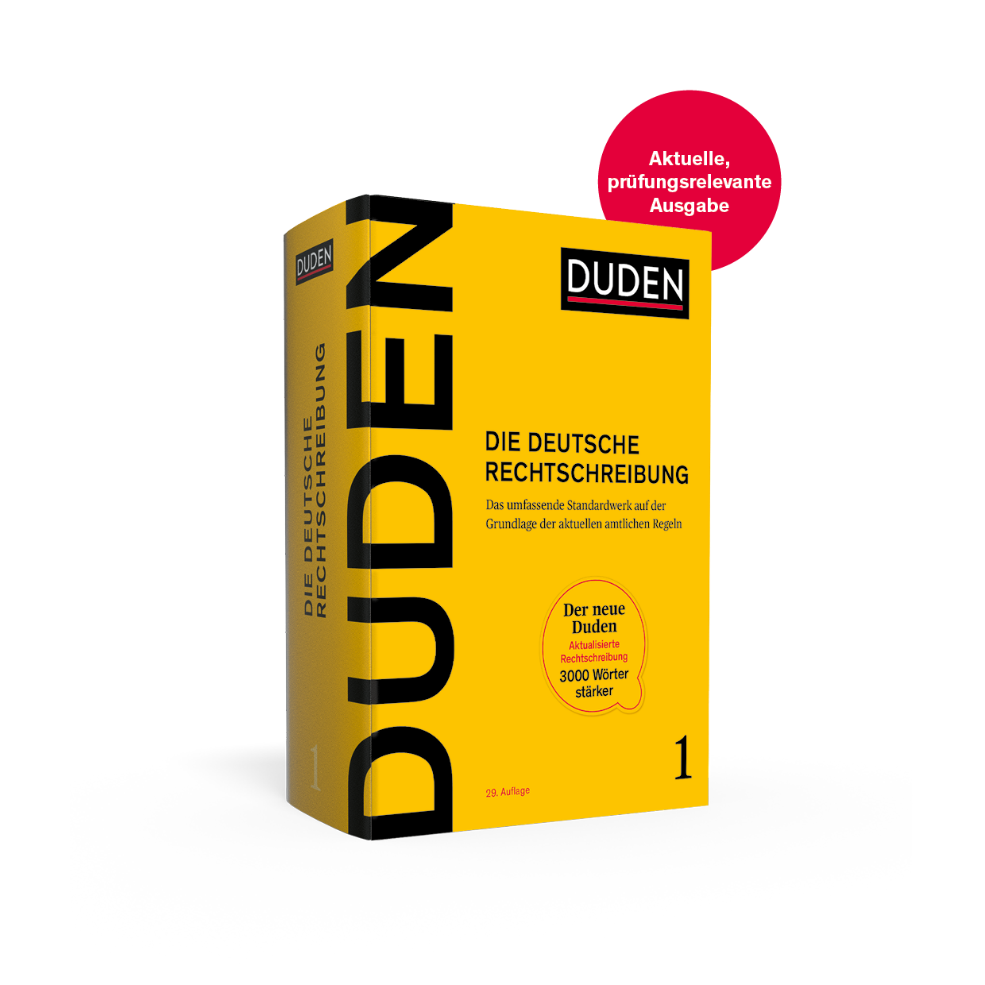 Aktuelle,
prüfungsrelevante
Ausgabe
DUDEN
DIE DEUTSCHE
RECHTSCHREIBUNG
1
DUDEN
DUDEN
DIE DEUTSCHE
RECHTSCHREIBUNG
Das umfassende Standardwerk auf der
Grundlage der aktuellen amtlichen Regeln
Der neue
Duden
Aktualisierte
Rechtschreibung
3000 Wörter
stärker
1
29. Auflage